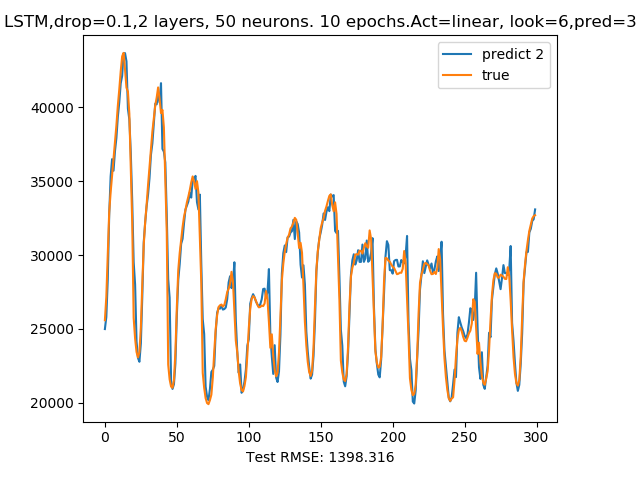 LSTM,drop=0.1,2 layers, 50 neurons. 10 epochs.Act=linear, look=6,pred=3
predict 2
true
40000
35000
30000
25000
20000
0 50 100 150 200 250 300
Test RMSE: 1398.316